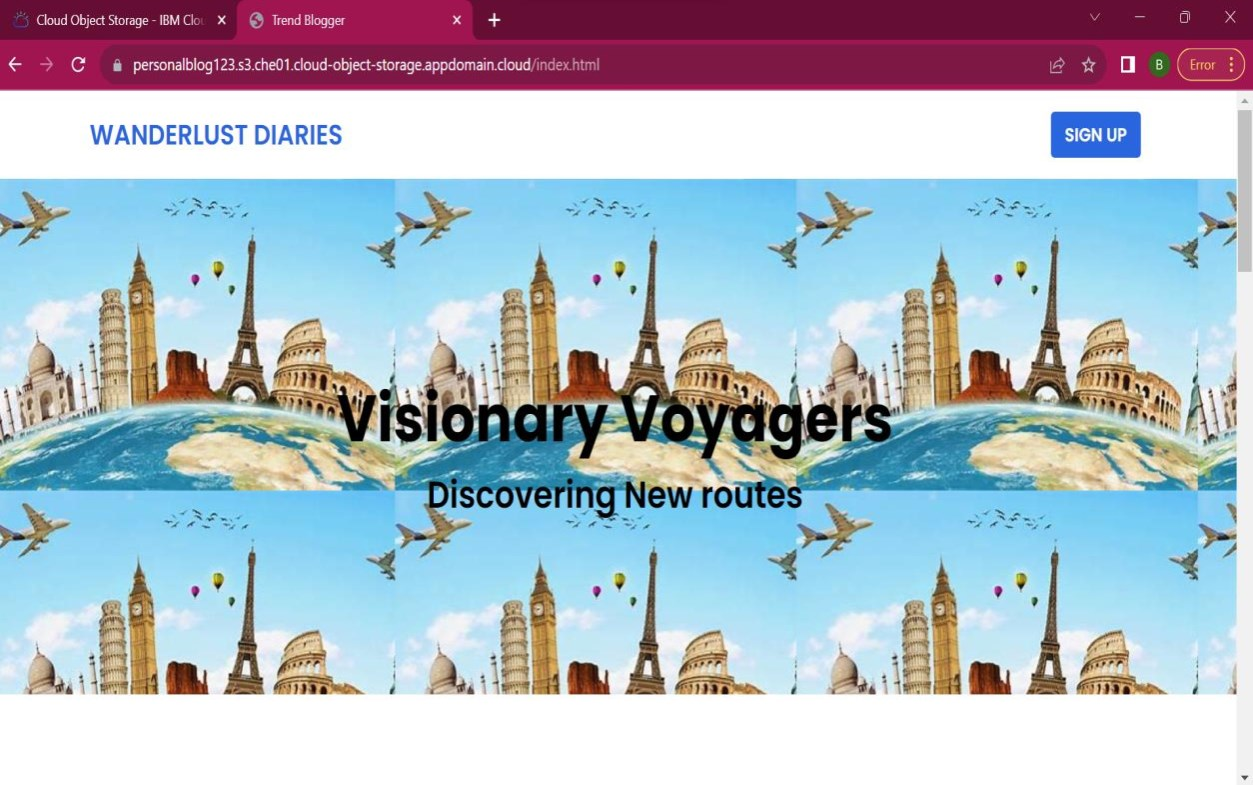 Cloud Object Storage - IBM Clou
Trend Blogger
personalblog123.s3.che01.cloud-object-storage.appdomain.cloud/index.html
B
Error
WANDERLUST DIARIES
SIGN UP
Visionary Voyagers
Discovering New routes